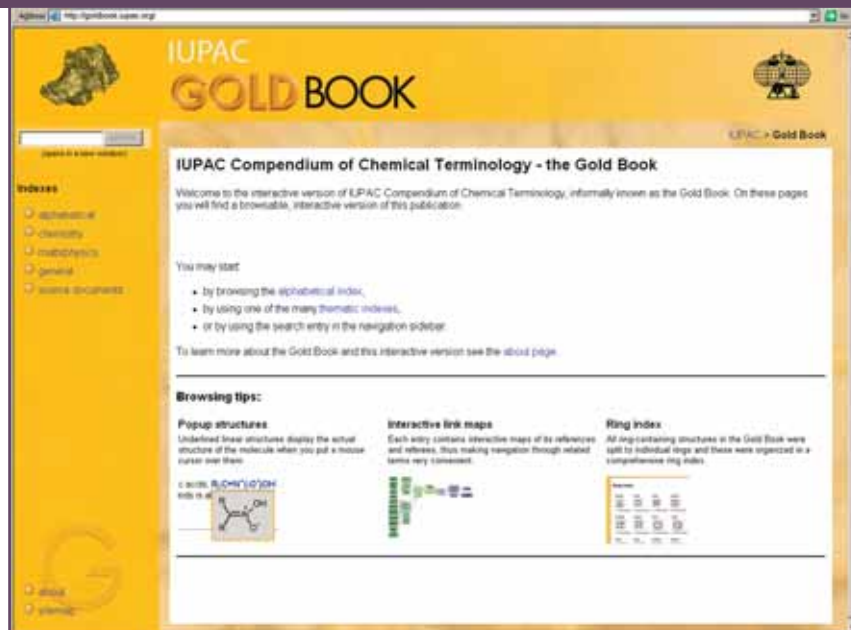 Address http://goldbook.iupac.org/
IUPAC
GOLD BOOK
IUPAC > Gold Book
Indexes
alphabetical
chemistry
math/physics
general
source documents
about
sitemap
IUPAC Compendium of Chemical Terminology - the Gold Book
Welcome to the interactive version of IUPAC Compendium of Chemical Terminology, informally known as the Gold Book. On these pages
you will find a browsable, interactive version of this publication.
You may start
by browsing the alphabetical index,
by using one of the many thematic indexes,
or by using the search entry in the navigation sidebar.
To learn more about the Gold Book and this interactive version see the about page.
Browsing tips:
Popup structures
Underlined linear structures display the actual
structure of the molecule when you put a mouse
cursor over them
Interactive link maps
Each entry contains interactive maps of its references
and referees, thus making navigation through related
terms very convenient.
Ring index
All ring-containing structures in the Gold Book were
split to individual rings and these were organized in a
comprehensive ring index.